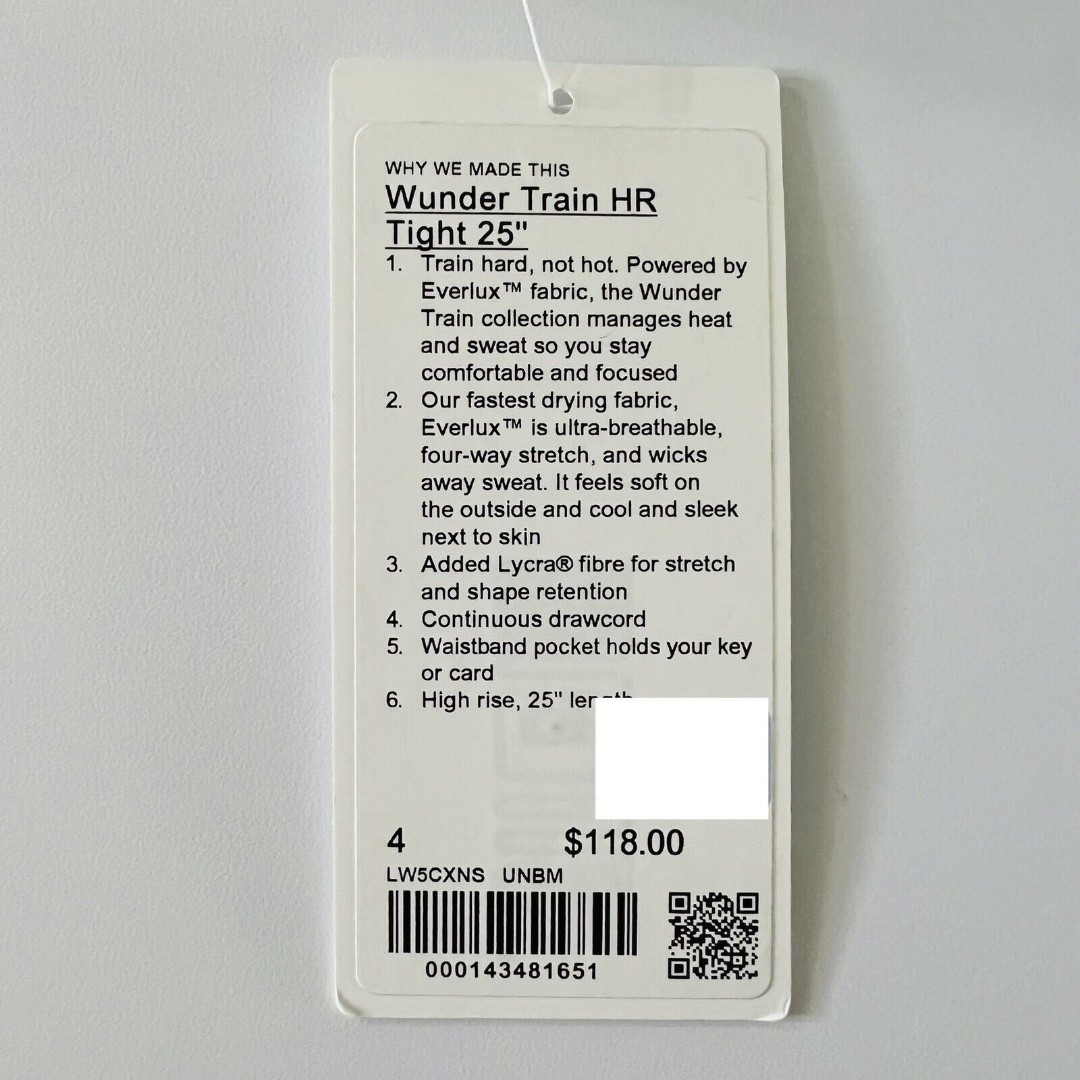 WHY WE MADE THIS
Wunder Train HR
Tight 25"
1. Train hard, not hot. Powered by
Everlux™ fabric, the Wunder
Train collection manages heat
and sweat so you stay
comfortable and focused
2. Our fastest drying fabric,
Everlux™ is ultra-breathable,
four-way stretch, and wicks
away sweat. It feels soft on
the outside and cool and sleek
next to skin
3. Added Lycra® fibre for stretch
and shape retention
4. Continuous drawcord
5. Waistband pocket holds your key
or card
6. High rise, 25" length
4 $118.00
LW5CXNS UNBM
000143481651